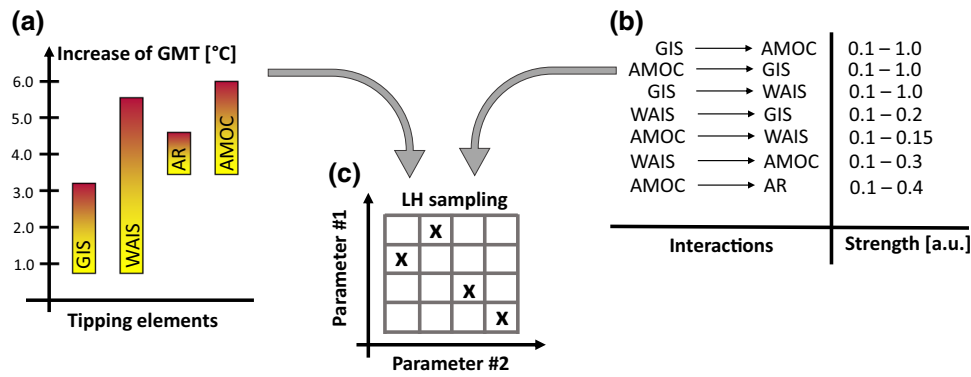 (a)
Increase of GMT [°C]
6.0
5.0
4.0
3.0
2.0
1.0
GIS
WAIS
AR
AMOC
Tipping elements
(b)
GIS AMOC 0.1 – 1.0
AMOC GIS 0.1 – 1.0
GIS WAIS 0.1 – 1.0
WAIS GIS 0.1 – 0.2
AMOC WAIS 0.1 – 0.15
WAIS AMOC 0.1 – 0.3
AMOC AR 0.1 – 0.4
Interactions Strength [a.u.]
(c)
LH sampling
Parameter #1
X
X
X
X
Parameter #2